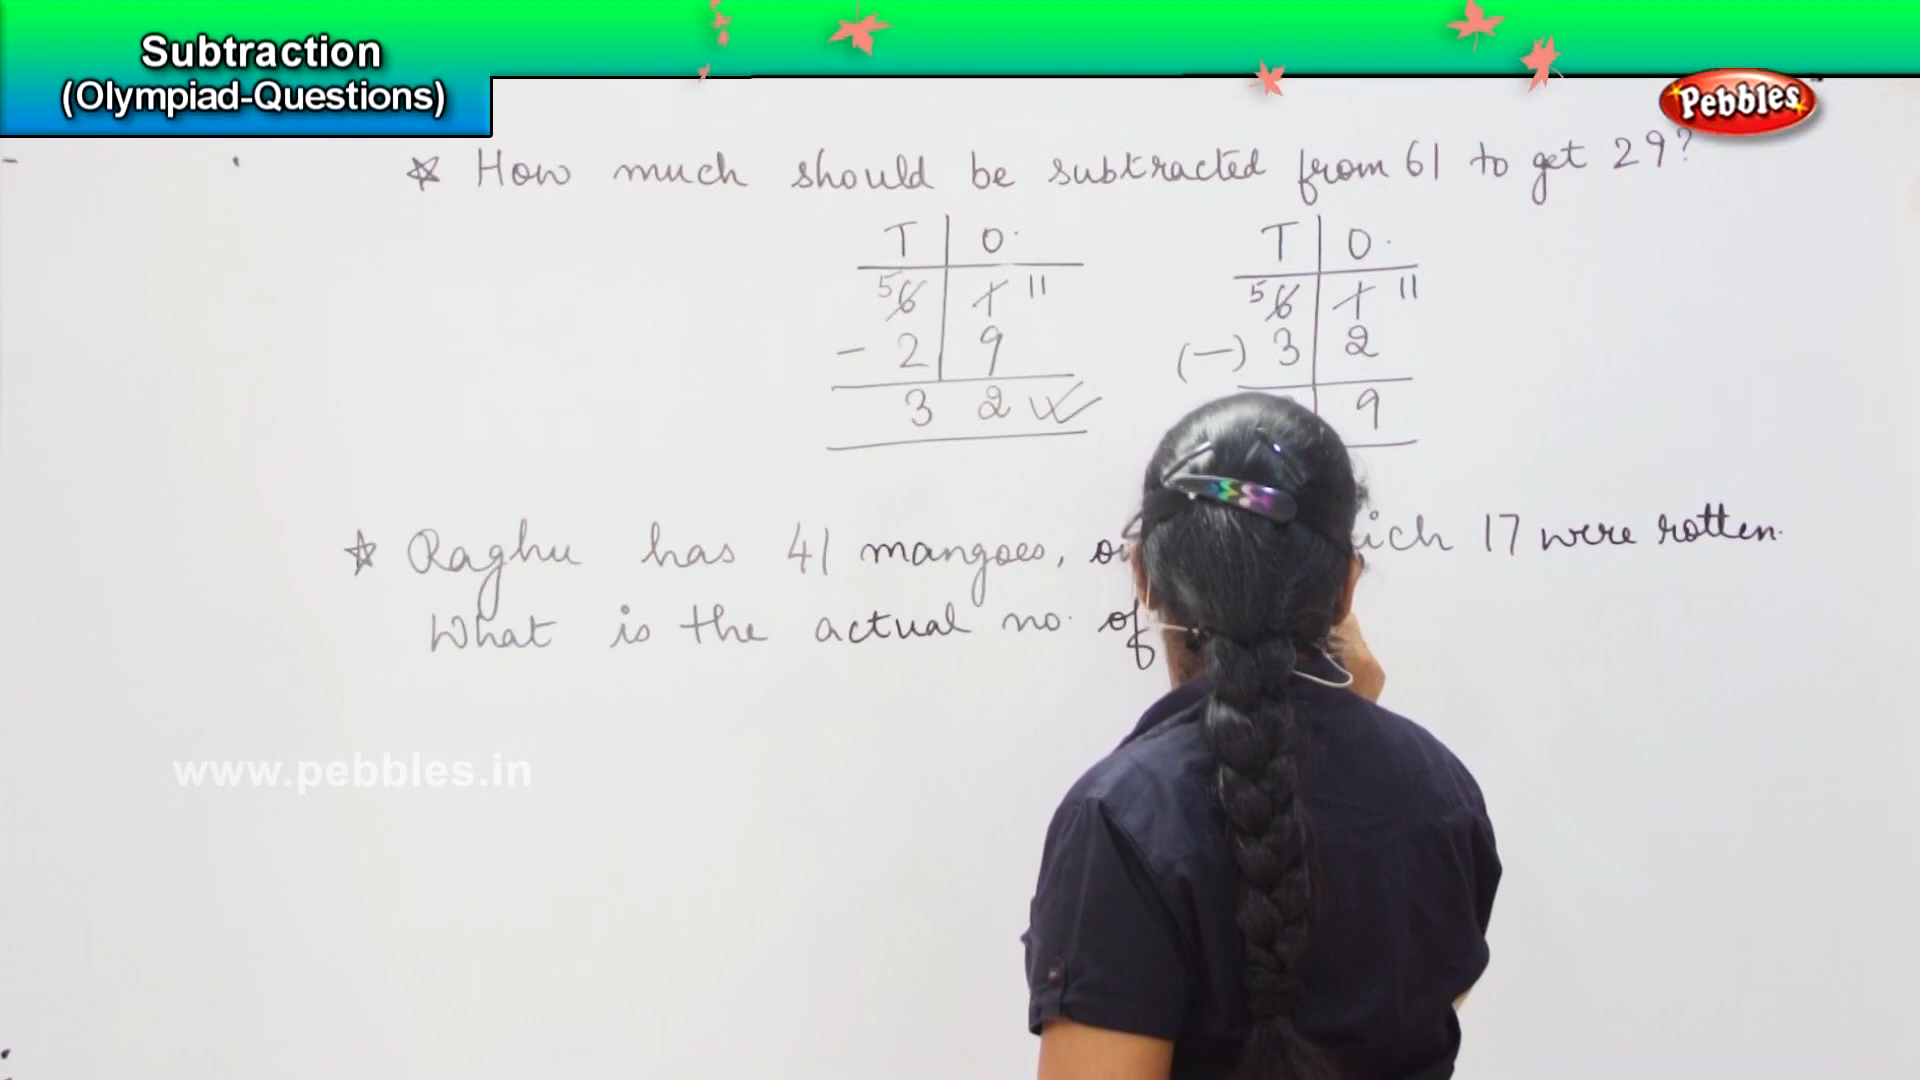 Subtraction
(Olympiad-Questions)
Pebbles
☆ How much should be subtracted from 61 to get 29?
T | O. T | O.
5 6 | 1 11 5 6 | 1 11
- 2 | 9 (-) 3 | 2
3 2 ✓ 9
☆ Raghu has 41 mangoes, 17 were rotten.
What is the actual no. of
www.pebbles.in